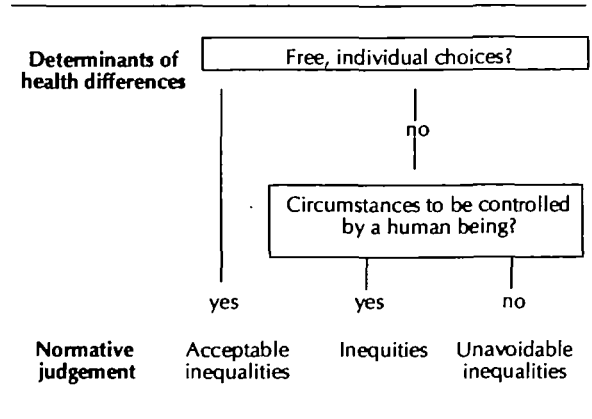 Determinants of
health differences
Free, individual choices?
no
Circumstances to be controlled
by a human being?
yes
yes
no
Normative
judgement
Acceptable
inequalities
Inequities
Unavoidable
inequalities